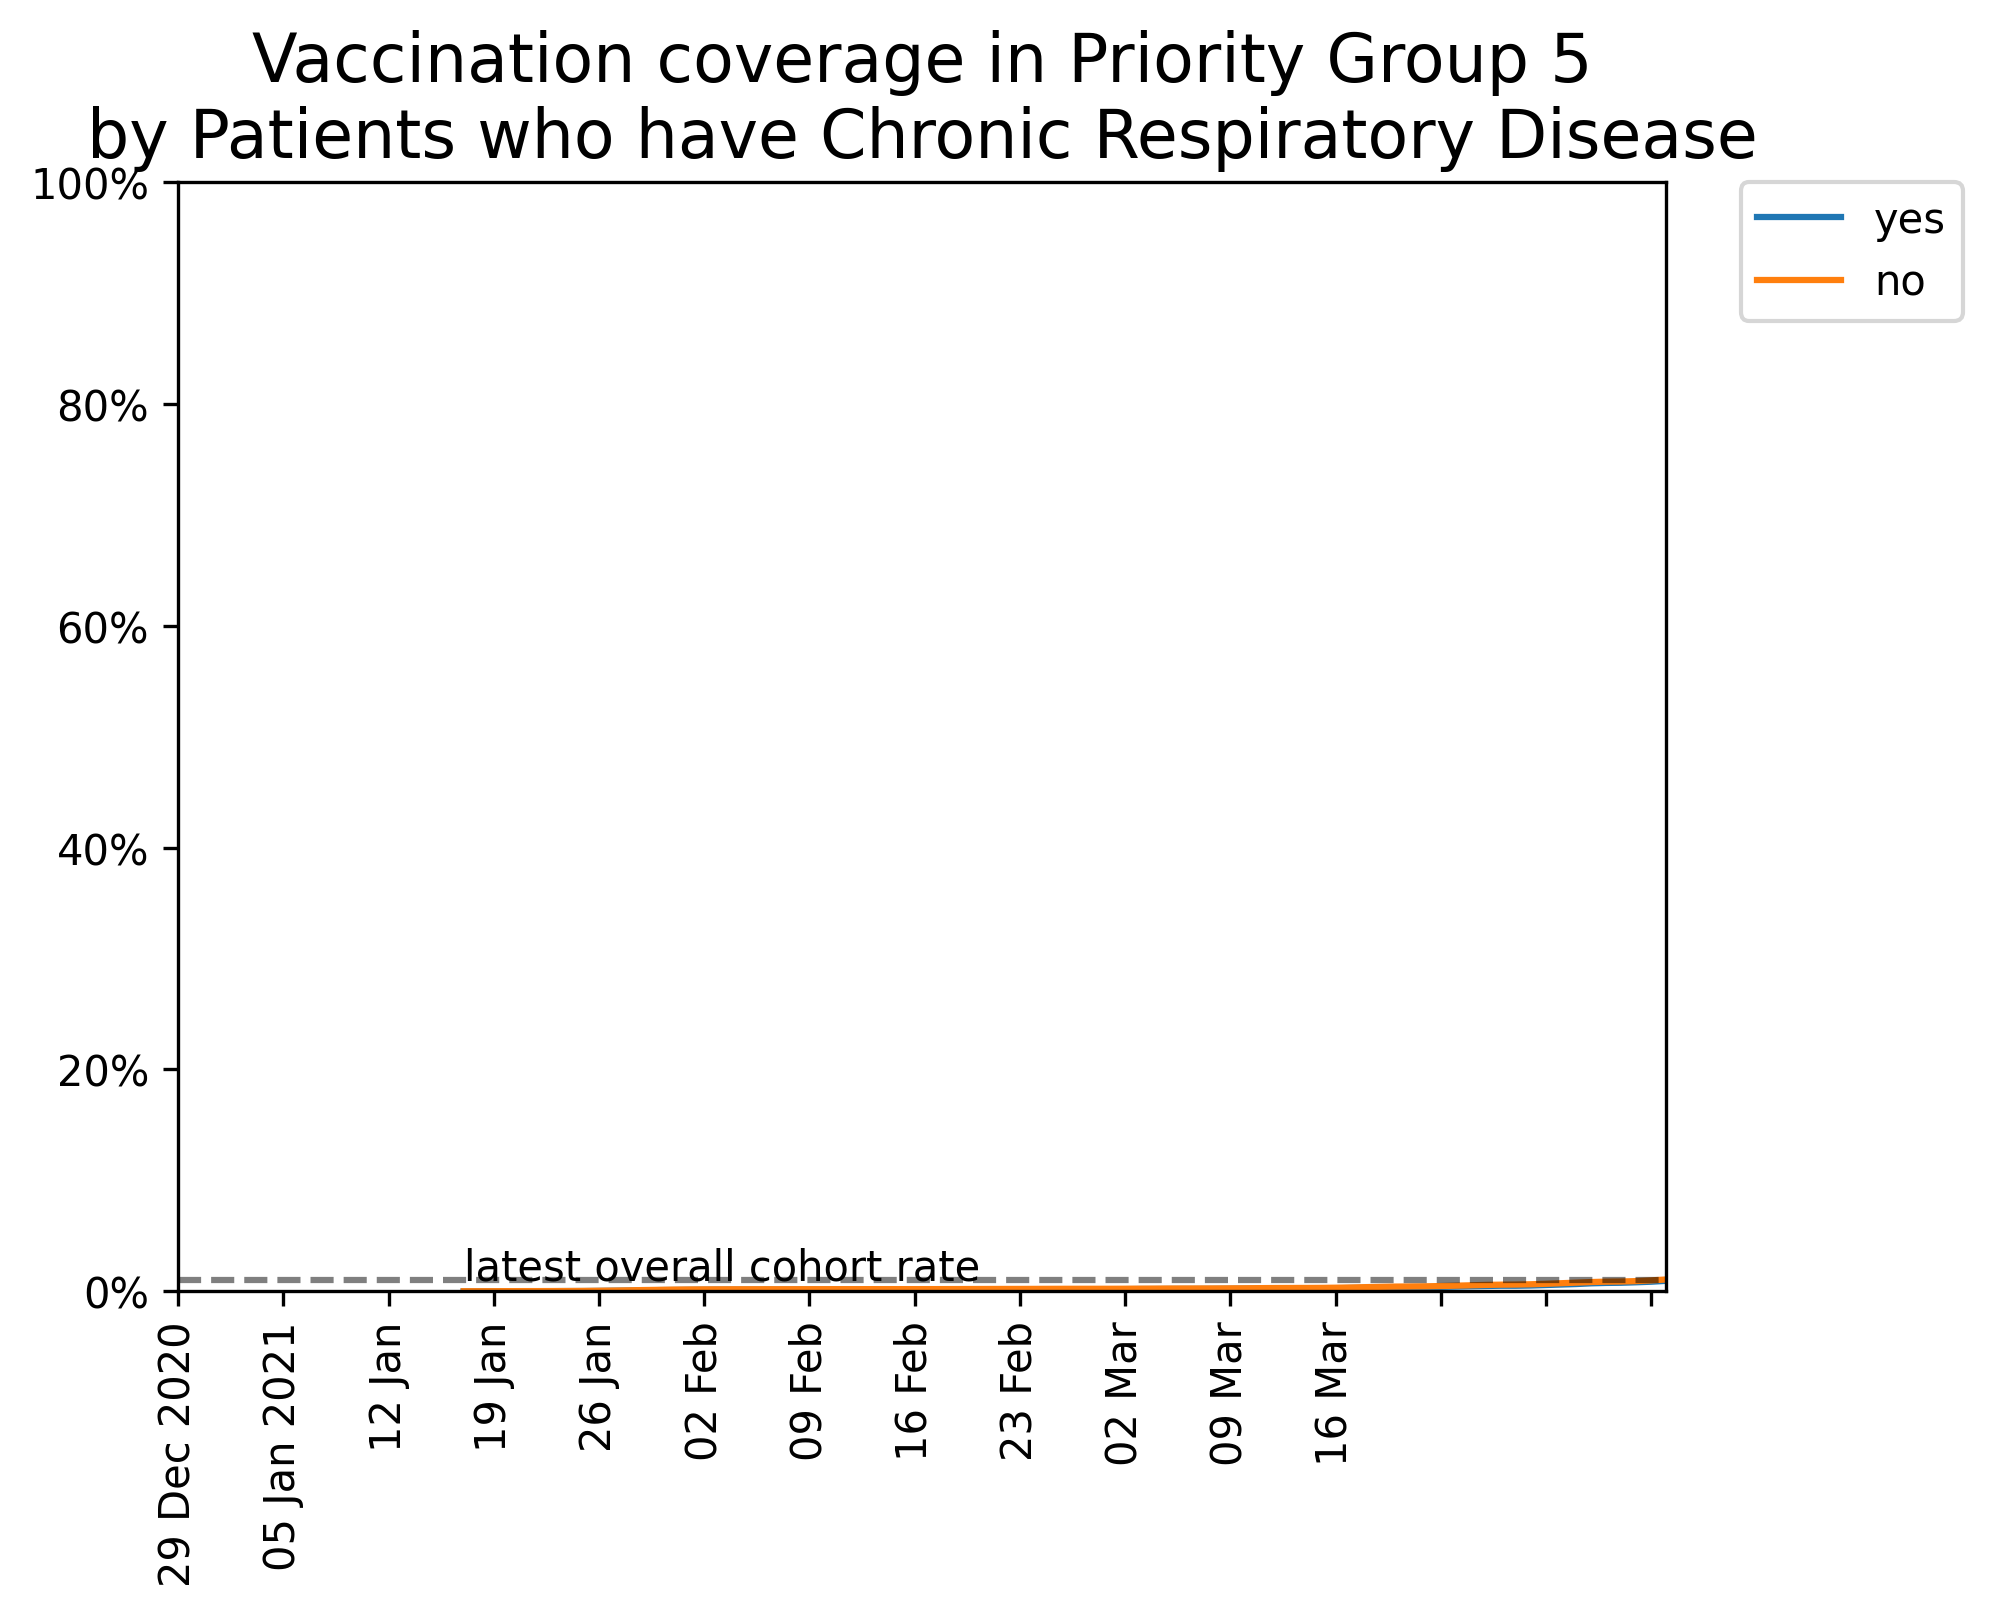 Vaccination coverage in Priority Group 5
by Patients who have Chronic Respiratory Disease
100%
80%
60%
40%
20%
0%
yes
no
latest overall cohort rate
29 Dec 2020
05 Jan 2021
12 Jan
19 Jan
26 Jan
02 Feb
09 Feb
16 Feb
23 Feb
02 Mar
09 Mar
16 Mar